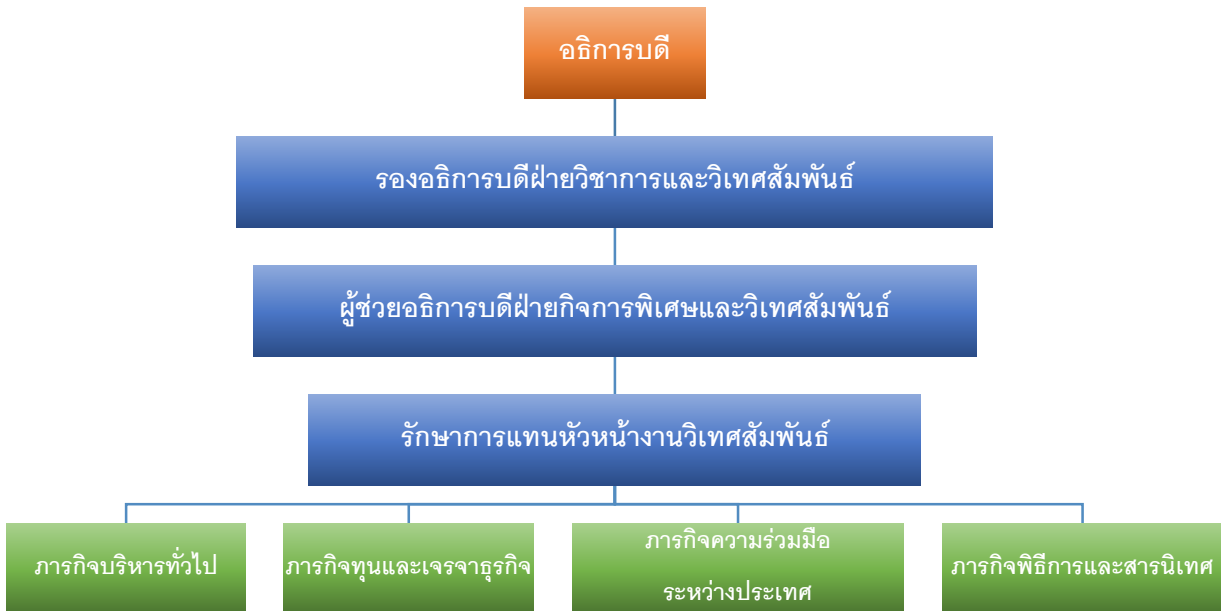 อธิการบดี
รองอธิการบดีฝ่ายวิชาการและวิเทศสัมพันธ์
ผู้ช่วยอธิการบดีฝ่ายกิจการพิเศษและวิเทศสัมพันธ์
รักษาการแทนหัวหน้างานวิเทศสัมพันธ์
ภารกิจบริหารทั่วไป
ภารกิจทุนและเจรจาธุรกิจ
ภารกิจความร่วมมือ
ระหว่างประเทศ
ภารกิจพิธีการและสารนิเทศ